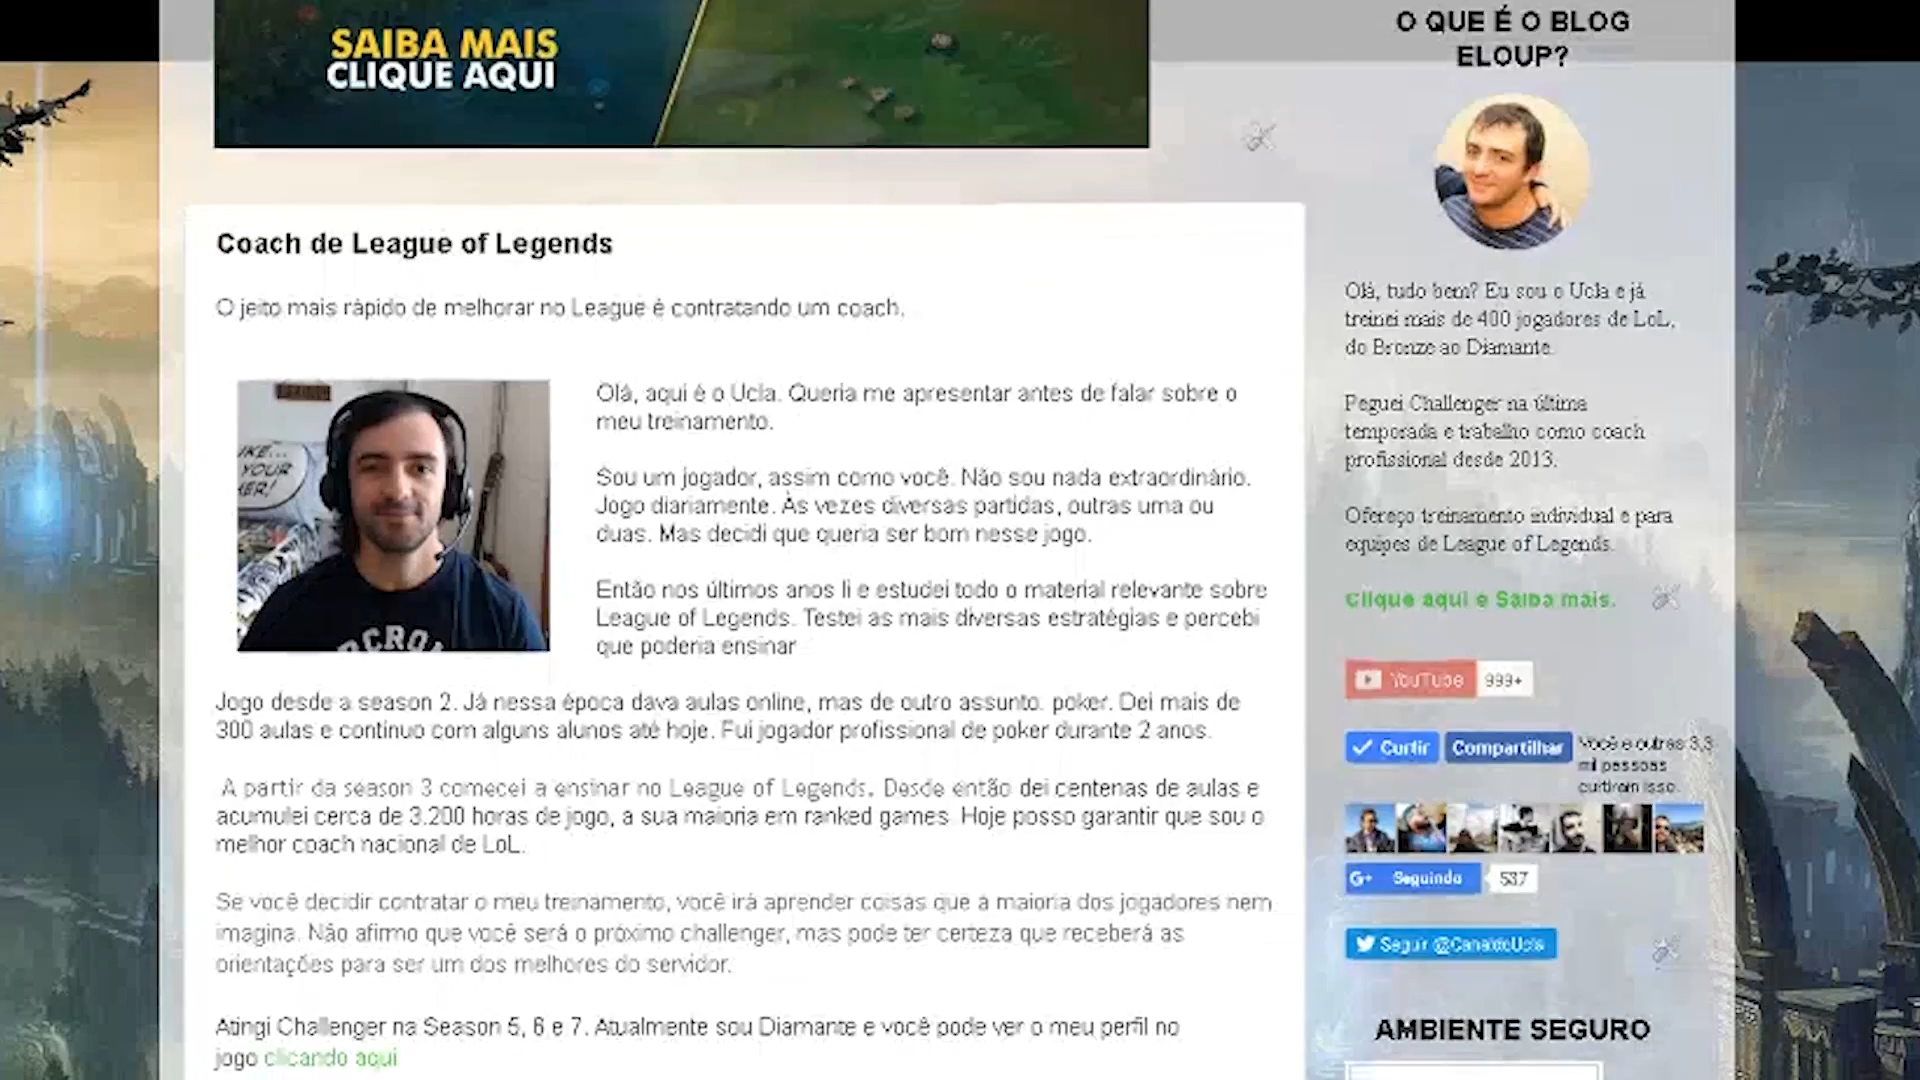 SAIBA MAIS
CLIQUE AQUI
Coach de League of Legends
O jeito mais rápido de melhorar no League é contratando um coach.
IKE...
YOUR
HER!
CRO
Olá, aqui é o Ucla. Queria me apresentar antes de falar sobre o
meu treinamento.
Sou um jogador, assim como você. Não sou nada extraordinário.
Jogo diariamente. Às vezes diversas partidas, outras uma ou
duas. Mas decidi que queria ser bom nesse jogo.
Então nos últimos anos li e estudei todo o material relevante sobre
League of Legends. Testei as mais diversas estratégias e percebi
que poderia ensinar
Jogo desde a season 2. Já nessa época dava aulas online, mas de outro assunto: poker. Dei mais de
300 aulas e continuo com alguns alunos até hoje. Fui jogador profissional de poker durante 2 anos.
A partir da season 3 comecei a ensinar no League of Legends. Desde então dei centenas de aulas e
acumulei cerca de 3.200 horas de jogo, a sua maioria em ranked games. Hoje posso garantir que sou o
melhor coach nacional de LoL.
Se você decidir contratar o meu treinamento, você irá aprender coisas que a maioria dos jogadores nem
imagina. Não afirmo que você será o próximo challenger, mas pode ter certeza que receberá as
orientações para ser um dos melhores do servidor.
Atingi Challenger na Season 5, 6 e 7. Atualmente sou Diamante e você pode ver o meu perfil no
jogo clicando aqui
O QUE É O BLOG
ELOUP?
Olá, tudo bem? Eu sou o Ucla e já
treinei mais de 400 jogadores de LoL,
do Bronze ao Diamante.
Peguei Challenger na última
temporada e trabalho como coach
profissional desde 2013.
Ofereço treinamento individual e para
equipes de League of Legends.
Clique aqui e Saiba mais.
YouTube 999+
Curtir Compartilhar Você e outras 3,3
mil pessoas
curtiram isso.
G+ Seguindo 537
Seguir @CanaldoUcla
AMBIENTE SEGURO